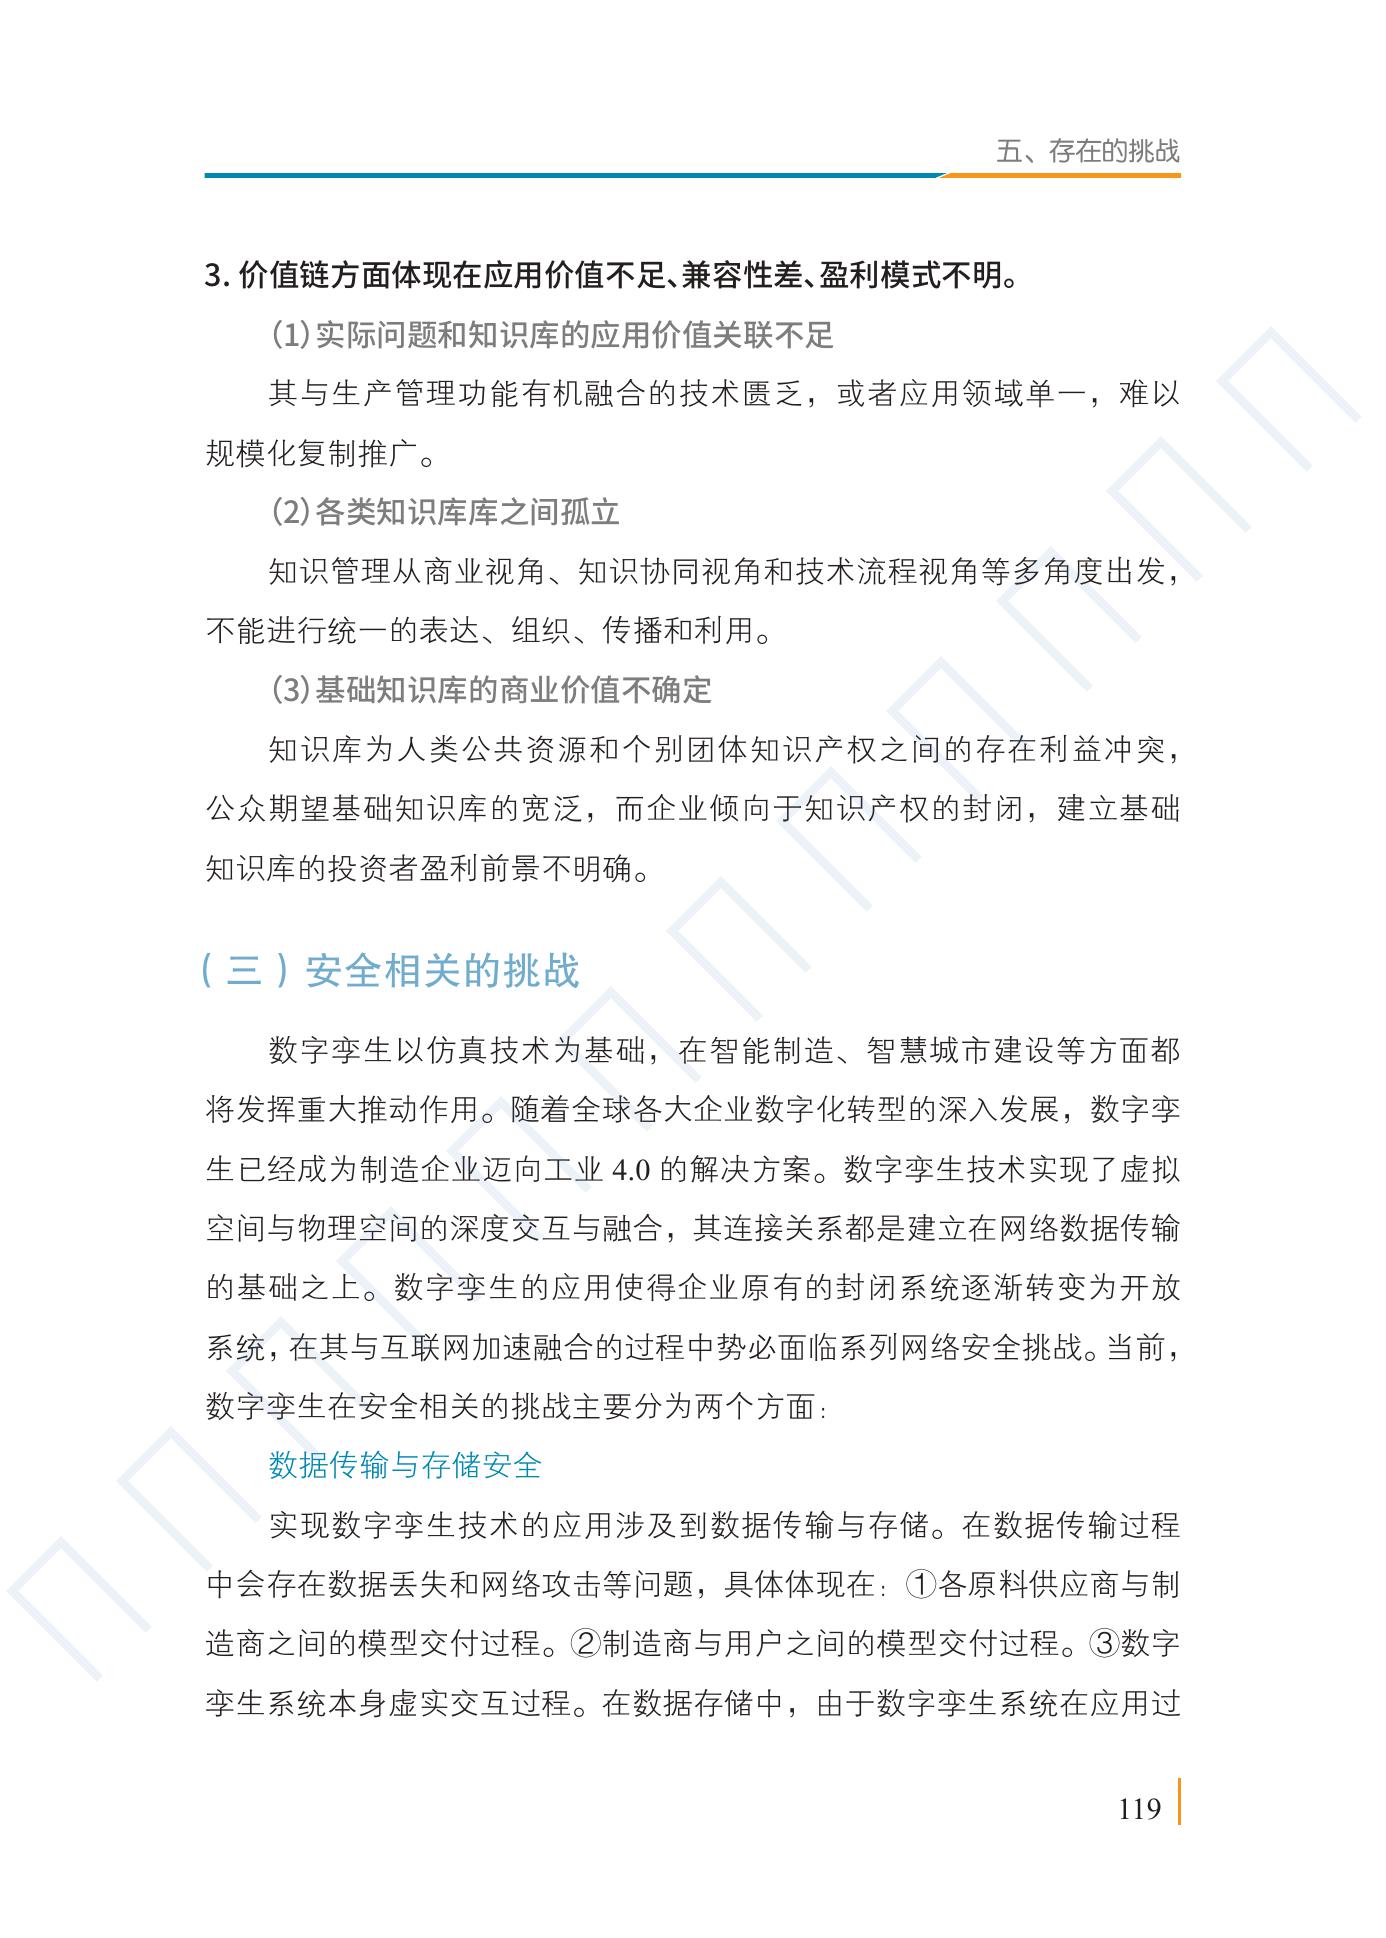 五、存在的挑战
3. 价值链方面体现在应用价值不足、兼容性差、盈利模式不明。
（1）实际问题和知识库的应用价值关联不足
其与生产管理功能有机融合的技术匮乏，或者应用领域单一，难以
规模化复制推广。
（2）各类知识库库之间孤立
知识管理从商业视角、知识协同视角和技术流程视角等多角度出发，
不能进行统一的表达、组织、传播和利用。
（3）基础知识库的商业价值不确定
知识库为人类公共资源和个别团体知识产权之间的存在利益冲突，
公众期望基础知识库的宽泛，而企业倾向于知识产权的封闭，建立基础
知识库的投资者盈利前景不明确。
（三）安全相关的挑战
数字孪生以仿真技术为基础，在智能制造、智慧城市建设等方面都
将发挥重大推动作用。随着全球各大企业数字化转型的深入发展，数字孪
生已经成为制造企业迈向工业 4.0 的解决方案。数字孪生技术实现了虚拟
空间与物理空间的深度交互与融合，其连接关系都是建立在网络数据传输
的基础之上。数字孪生的应用使得企业原有的封闭系统逐渐转变为开放
系统，在其与互联网加速融合的过程中势必面临系列网络安全挑战。当前，
数字孪生在安全相关的挑战主要分为两个方面：
数据传输与存储安全
实现数字孪生技术的应用涉及到数据传输与存储。在数据传输过程
中会存在数据丢失和网络攻击等问题，具体体现在：①各原料供应商与制
造商之间的模型交付过程。②制造商与用户之间的模型交付过程。③数字
孪生系统本身虚实交互过程。在数据存储中，由于数字孪生系统在应用过
119